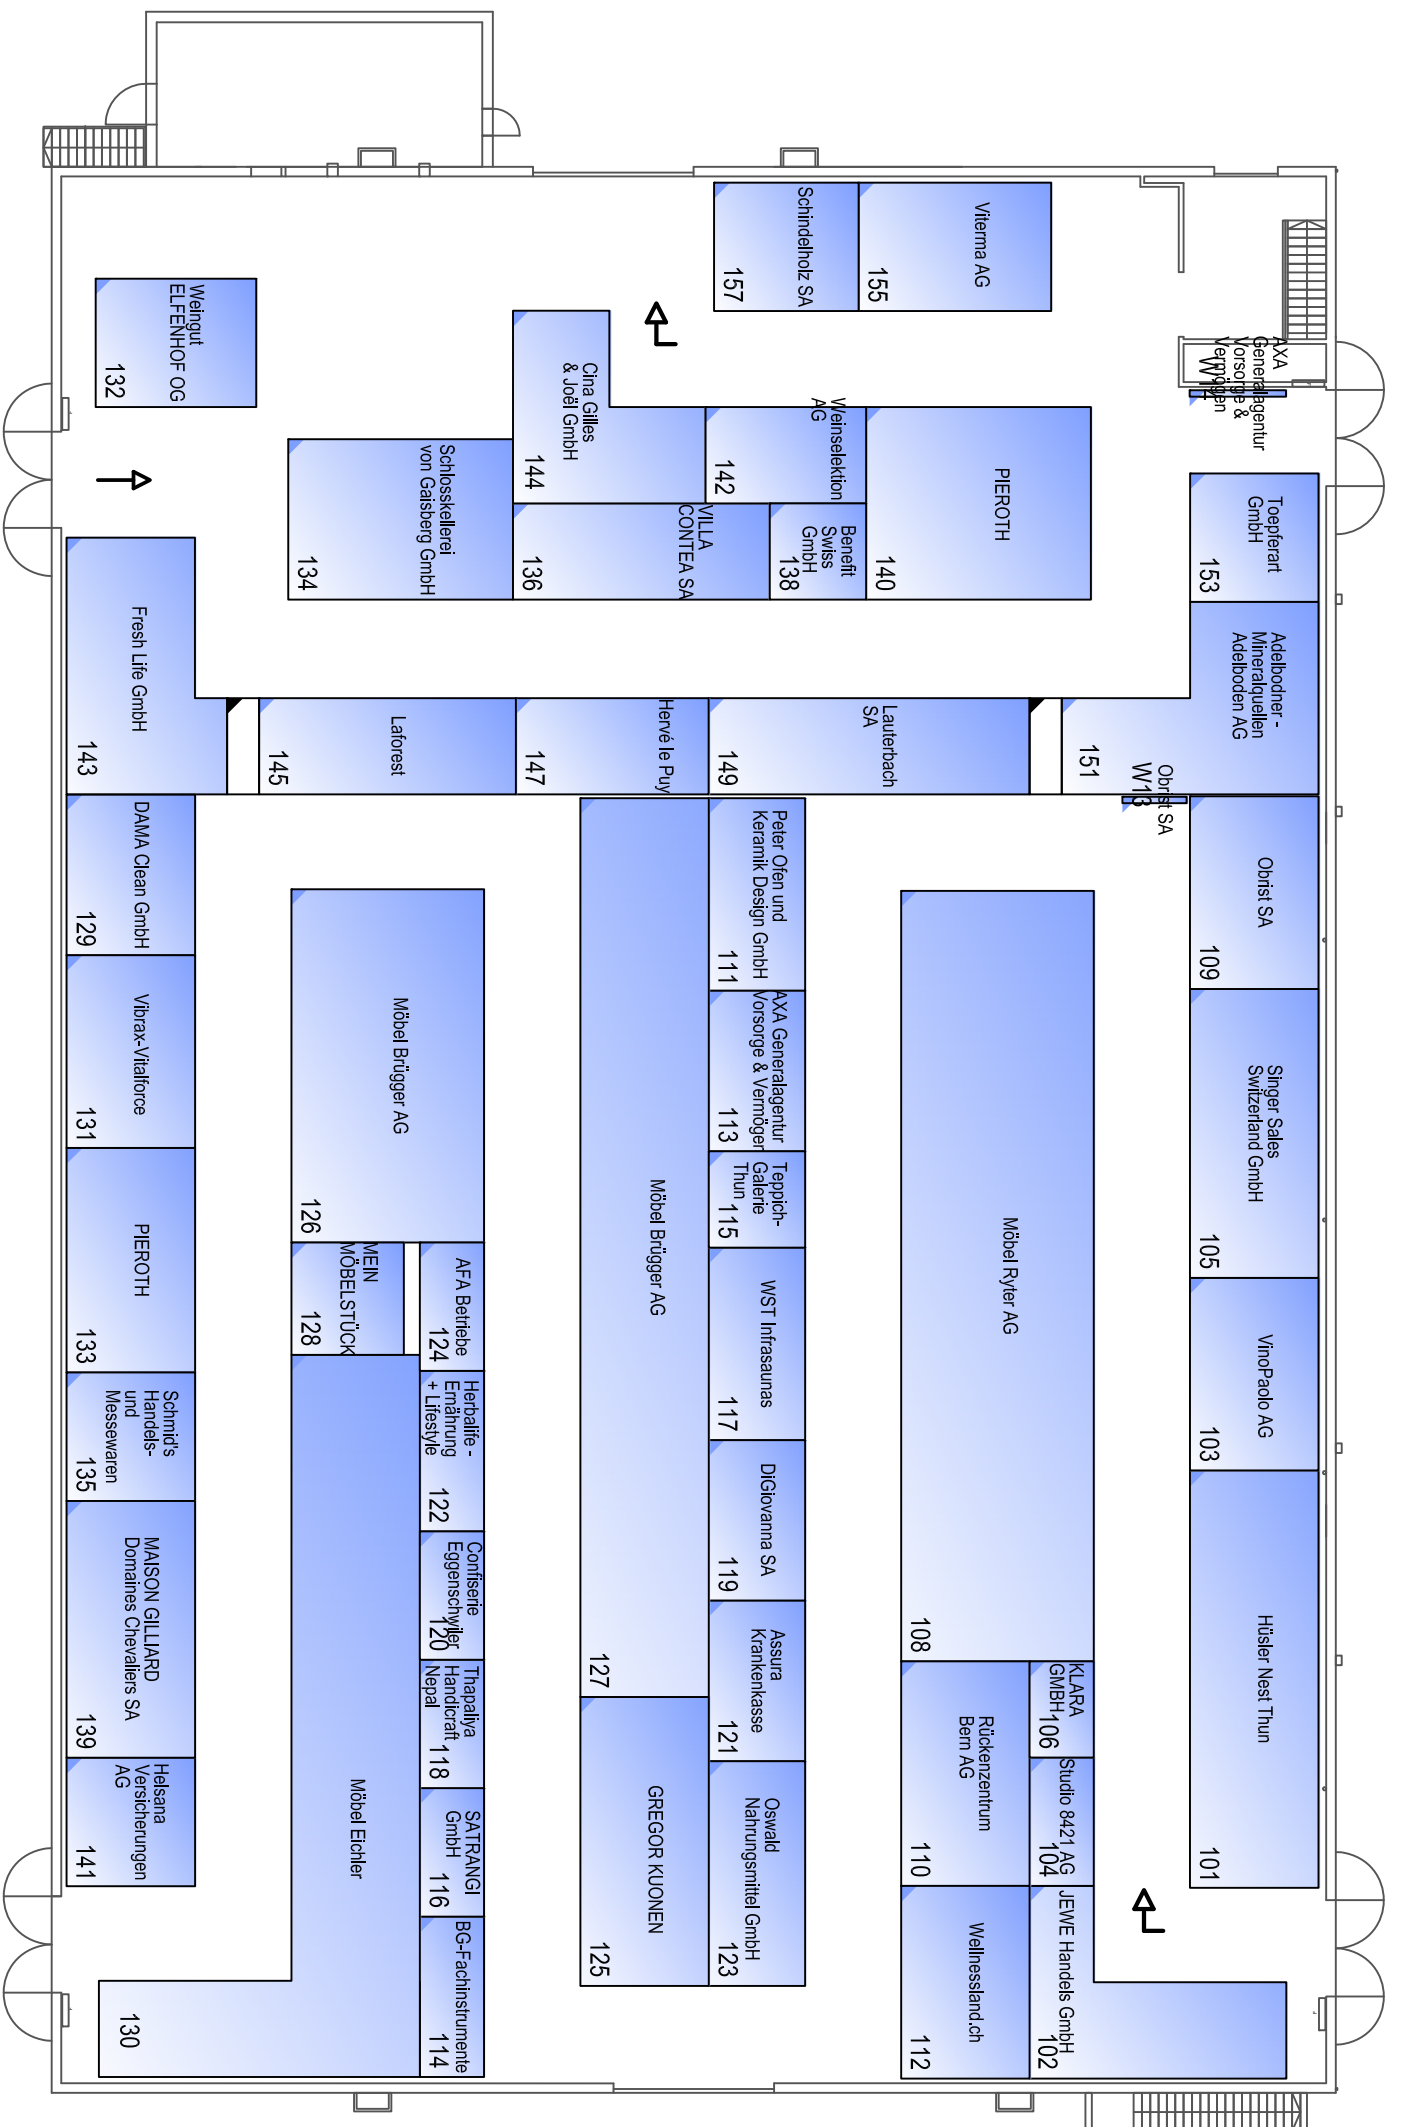 Schindelholz SA
157
Viterma AG
155
Weingut
ELFENHOF OG
132
Cina Gilles
& Joël GmbH
144
Weinselektion
AG
142
PIEROTH
140
AXA
Generalagentur
Vorsorge &
Vermögen
Schlosskellerei
von Gaisberg GmbH
134
VILLA
CONTEA SA
136
Benefit
Swiss
GmbH
138
Toepferart
GmbH
153
Adelbodner -
Mineralquellen
Adelboden AG
151
Fresh Life GmbH
143
Laforest
145
Hervé le Puy
147
Lauterbach
SA
149
Obrist SA
W13
Obrist SA
109
DAMA Clean GmbH
129
Vibrax-Vitalforce
131
PIEROTH
133
Schmid's
Handels-
und
Messewaren
135
MAISON GILLIARD
Domaines Chevaliers SA
139
Helsana
Versicherungen
AG
141
Möbel Brügger AG
126
MEIN
MÖBELSTÜCK
128
AFA Betriebe
124
Herbalife -
Ernährung
+ Lifestyle
122
Confiserie
Eggenschwiler
120
Thapaliya
Handicraft
Nepal
118
SATRANGI
GmbH
116
BG-Fachinstrumente
114
Möbel Eichler
130
Möbel Brügger AG
127
GREGOR KUONEN
125
Peter Ofen und
Keramik Design GmbH
111
AXA Generalagentur
Vorsorge & Vermögen
113
Teppich-
Galerie
Thun
115
WST Infrasaunas
117
DiGiovanna SA
119
Assura
Krankenkasse
121
Oswald
Nahrungsmittel GmbH
123
Möbel Ryter AG
108
Rückenzentrum
Bern AG
110
KLARA
GMBH
106
Studio 8421 AG
104
Wellnessland.ch
112
JEWE Handels GmbH
102
Singer Sales
Switzerland GmbH
105
VinoPaolo AG
103
Hüsler Nest Thun
101